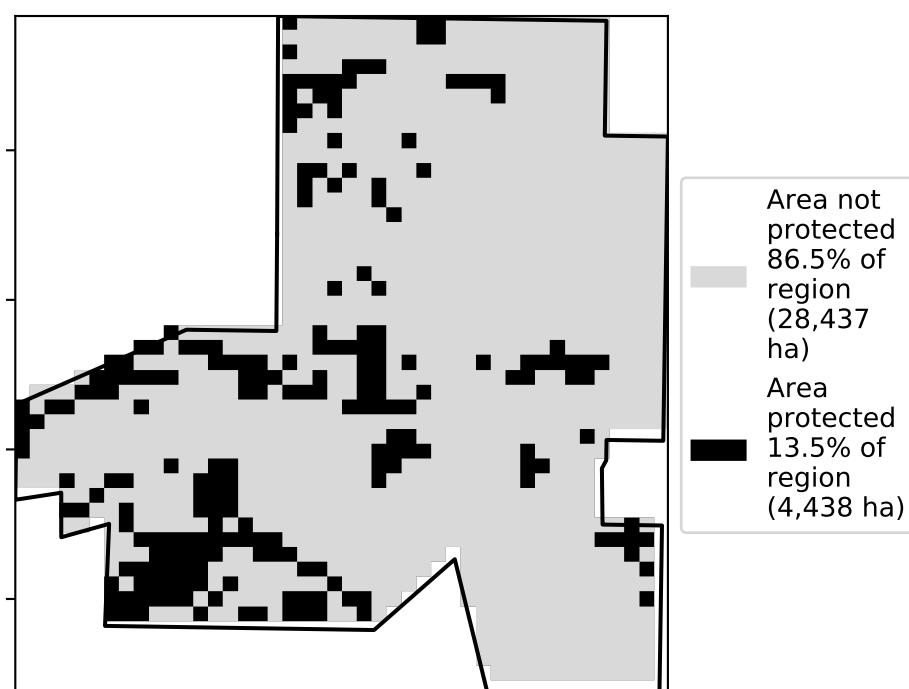 Area not
protected
86.5% of
region
(28,437
ha)
Area
protected
13.5% of
region
(4,438 ha)